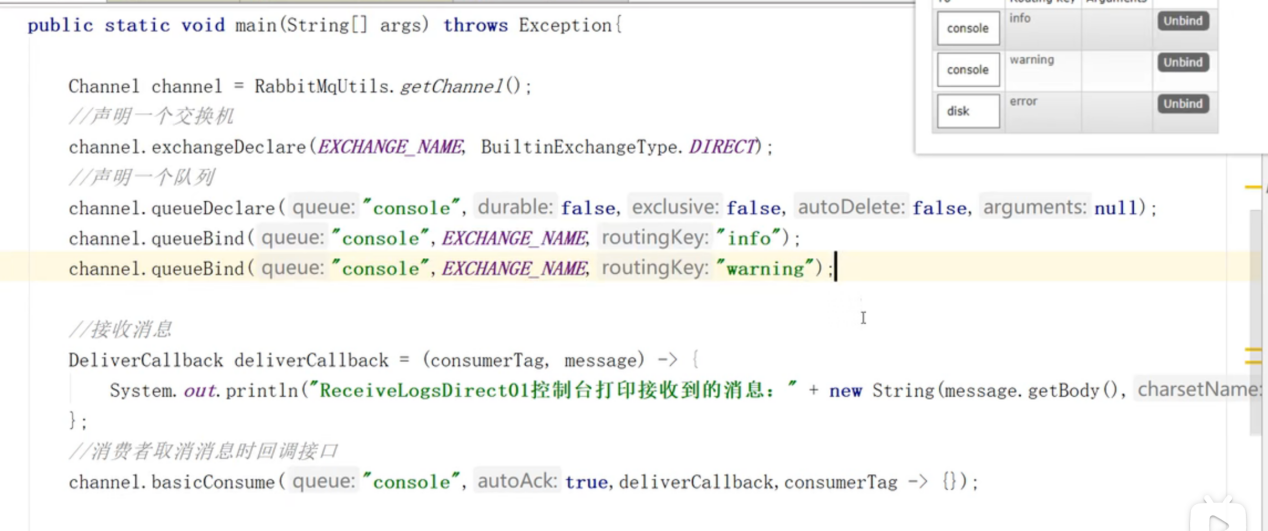 public static void main(String[] args) throws Exception{
Channel channel = RabbitMqUtils.getChannel();
//声明一个交换机
channel.exchangeDeclare(EXCHANGE_NAME, BuiltinExchangeType.DIRECT);
//声明一个队列
channel.queueDeclare( queue: "console", durable: false, exclusive: false, autoDelete: false, arguments: null);
channel.queueBind( queue: "console",EXCHANGE_NAME, routingKey: "info");
channel.queueBind( queue: "console",EXCHANGE_NAME, routingKey: "warning");
//接收消息
DeliverCallback deliverCallback = (consumerTag, message) -> {
System.out.println("ReceiveLogsDirect01控制台打印接收到的消息：" + new String(message.getBody(), charsetName:
};
//消费者取消消息时回调接口
channel.basicConsume( queue: "console", autoAck: true,deliverCallback,consumerTag -> {});
console info Unbind
console warning Unbind
disk error Unbind